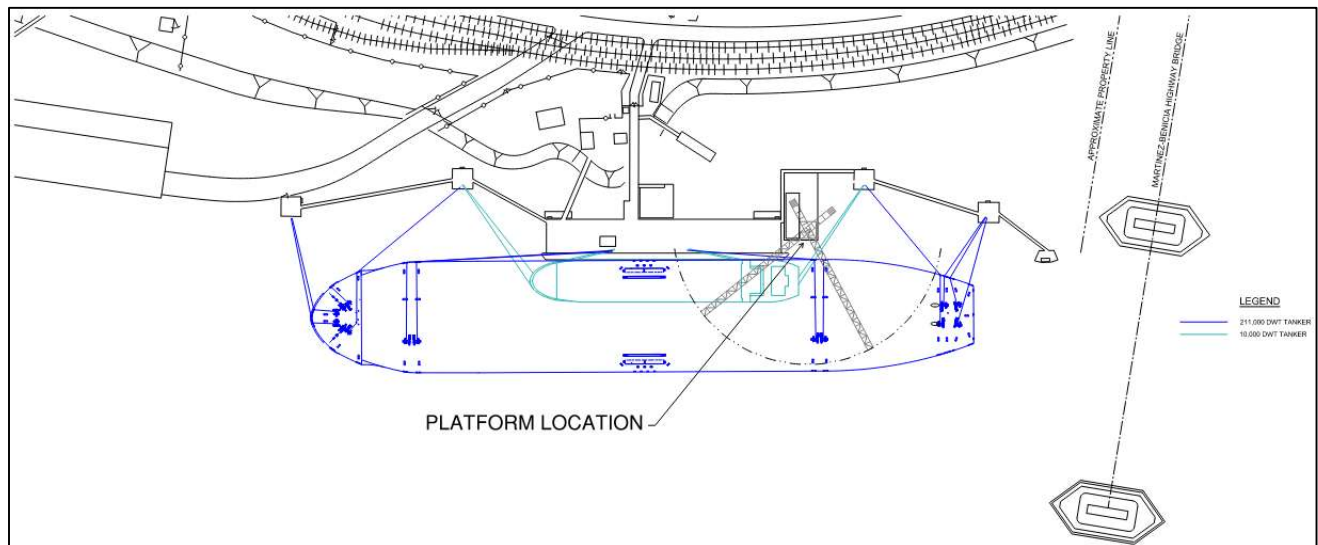 APPROXIMATE PROPERTY LINE
MARTINEZ-BENICIA HIGHWAY BRIDGE
LEGEND
211,000 DWT TANKER
10,000 DWT TANKER
PLATFORM LOCATION